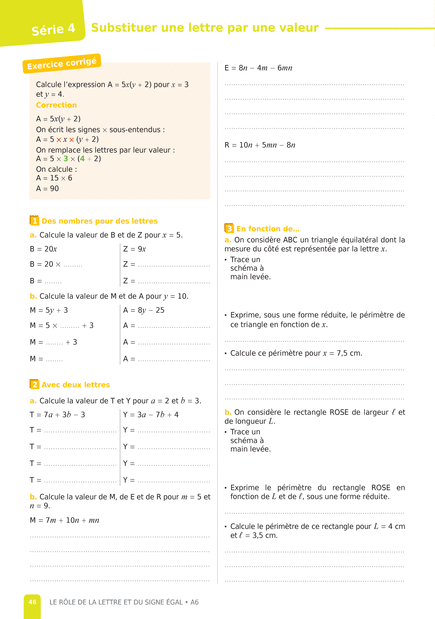 Série 4 Substituer une lettre par une valeur
Exercice corrigé
Calcule l'expression A = 5x(y + 2) pour x = 3
et y = 4.
Correction
A = 5x(y + 2)
On écrit les signes × sous-entendus :
A = 5 × x × (y + 2)
On remplace les lettres par leur valeur :
A = 5 × 3 × (4 + 2)
On calcule :
A = 15 × 6
A = 90
1 Des nombres pour des lettres
a. Calcule la valeur de B et de Z pour x = 5.
B = 20x
Z = 9x
B = 20 × ........
Z = ..............................
B = ........
Z = ..............................
b. Calcule la valeur de M et de A pour y = 10.
M = 5y + 3
A = 8y – 25
M = 5 × ........ + 3
A = ..............................
M = ........ + 3
A = ..............................
M = ........
A = ..............................
2 Avec deux lettres
a. Calcule la valeur de T et Y pour a = 2 et b = 3.
T = 7a + 3b – 3
Y = 3a – 7b + 4
T = ..............................
Y = ..............................
T = ..............................
Y = ..............................
T = ..............................
Y = ..............................
T = ..............................
Y = ..............................
b. Calcule la valeur de M, de E et de R pour m = 5 et
n = 9.
M = 7m + 10n + mn
E = 8n – 4m – 6mn
R = 10n + 5mn – 8n
3 En fonction de...
a. On considère ABC un triangle équilatéral dont la
mesure du côté est représentée par la lettre x.
• Trace un
schéma à
main levée.
• Exprime, sous une forme réduite, le périmètre de
ce triangle en fonction de x.
• Calcule ce périmètre pour x = 7,5 cm.
b. On considère le rectangle ROSE de largeur ℓ et
de longueur L.
• Trace un
schéma à
main levée.
• Exprime le périmètre du rectangle ROSE en
fonction de L et de ℓ, sous une forme réduite.
• Calcule le périmètre de ce rectangle pour L = 4 cm
et ℓ = 3,5 cm.
46 LE RÔLE DE LA LETTRE ET DU SIGNE ÉGAL • A6